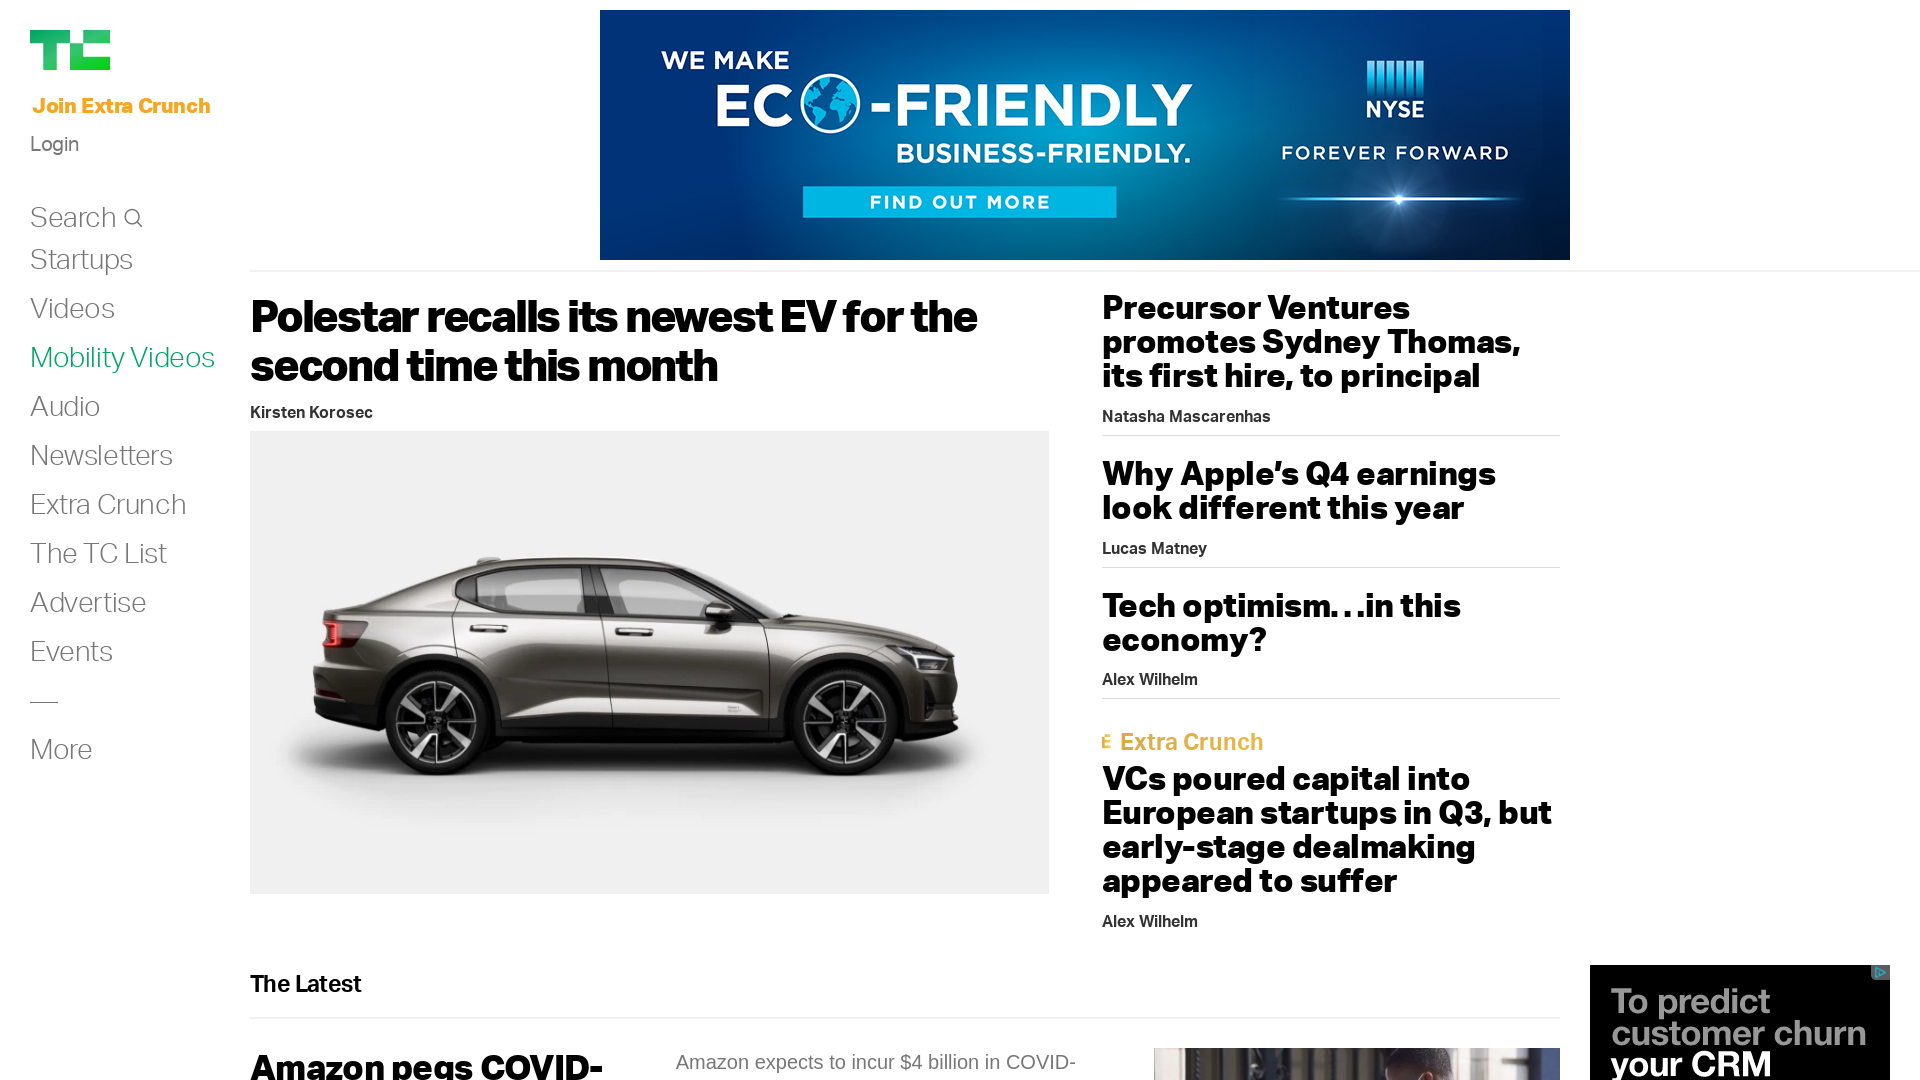 TC
Join Extra Crunch
Login
Search
Startups
Videos
Mobility Videos
Audio
Newsletters
Extra Crunch
The TC List
Advertise
Events
—
More
WE MAKE
ECO-FRIENDLY
BUSINESS-FRIENDLY.
FIND OUT MORE
NYSE
FOREVER FORWARD
Polestar recalls its newest EV for the
second time this month
Kirsten Korosec
Precursor Ventures
promotes Sydney Thomas,
its first hire, to principal
Natasha Mascarenhas
Why Apple’s Q4 earnings
look different this year
Lucas Matney
Tech optimism…in this
economy?
Alex Wilhelm
Extra Crunch
VCs poured capital into
European startups in Q3, but
early-stage dealmaking
appeared to suffer
Alex Wilhelm
The Latest
Amazon pegs COVID-
Amazon expects to incur $4 billion in COVID-
To predict
customer churn
your CRM